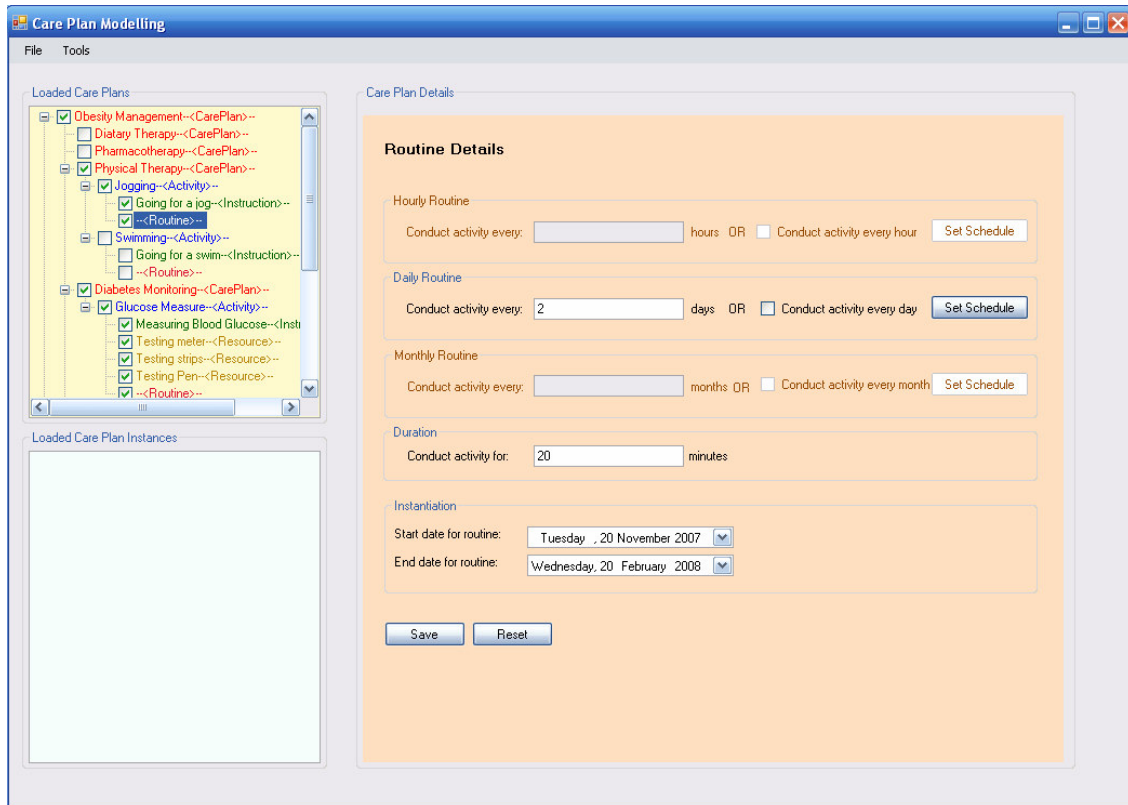 Care Plan Modelling
File Tools
Loaded Care Plans
Obesity Management--<CarePlan>--
Diatary Therapy--<CarePlan>--
Pharmacotherapy--<CarePlan>--
Physical Therapy--<CarePlan>--
Jogging--<Activity>--
Going for a jog--<Instruction>--
--<Routine>--
Swimming--<Activity>--
Going for a swim--<Instruction>--
--<Routine>--
Diabetes Monitoring--<CarePlan>--
Glucose Measure--<Activity>--
Measuring Blood Glucose--<Inst
Testing meter--<Resource>--
Testing strips--<Resource>--
Testing Pen--<Resource>--
--<Routine>--
Loaded Care Plan Instances
Care Plan Details
Routine Details
Hourly Routine
Conduct activity every: hours OR Conduct activity every hour Set Schedule
Daily Routine
Conduct activity every: 2 days OR Conduct activity every day Set Schedule
Monthly Routine
Conduct activity every: months OR Conduct activity every month Set Schedule
Duration
Conduct activity for: 20 minutes
Instantiation
Start date for routine: Tuesday , 20 November 2007
End date for routine: Wednesday, 20 February 2008
Save Reset